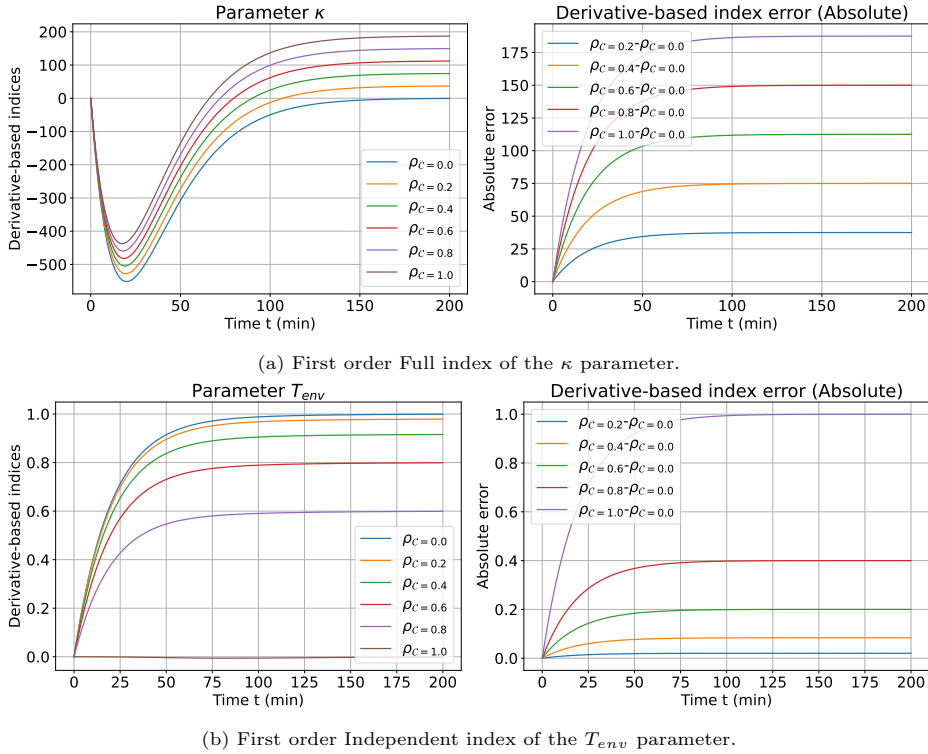 Parameter κ
Derivative-based indices
200
100
0
−100
−200
−300
−400
−500
ρ𝒞=0.0
ρ𝒞=0.2
ρ𝒞=0.4
ρ𝒞=0.6
ρ𝒞=0.8
ρ𝒞=1.0
0 50 100 150 200
Time t (min)
Derivative-based index error (Absolute)
Absolute error
175
150
125
100
75
50
25
0
ρ𝒞=0.2-ρ𝒞=0.0
ρ𝒞=0.4-ρ𝒞=0.0
ρ𝒞=0.6-ρ𝒞=0.0
ρ𝒞=0.8-ρ𝒞=0.0
ρ𝒞=1.0-ρ𝒞=0.0
0 50 100 150 200
Time t (min)
(a) First order Full index of the κ parameter.
Parameter T_env
Derivative-based indices
1.0
0.8
0.6
0.4
0.2
0.0
ρ𝒞=0.0
ρ𝒞=0.2
ρ𝒞=0.4
ρ𝒞=0.6
ρ𝒞=0.8
ρ𝒞=1.0
0 25 50 75 100 125 150 175 200
Time t (min)
Derivative-based index error (Absolute)
Absolute error
1.0
0.8
0.6
0.4
0.2
0.0
ρ𝒞=0.2-ρ𝒞=0.0
ρ𝒞=0.4-ρ𝒞=0.0
ρ𝒞=0.6-ρ𝒞=0.0
ρ𝒞=0.8-ρ𝒞=0.0
ρ𝒞=1.0-ρ𝒞=0.0
0 25 50 75 100 125 150 175 200
Time t (min)
(b) First order Independent index of the T_env parameter.